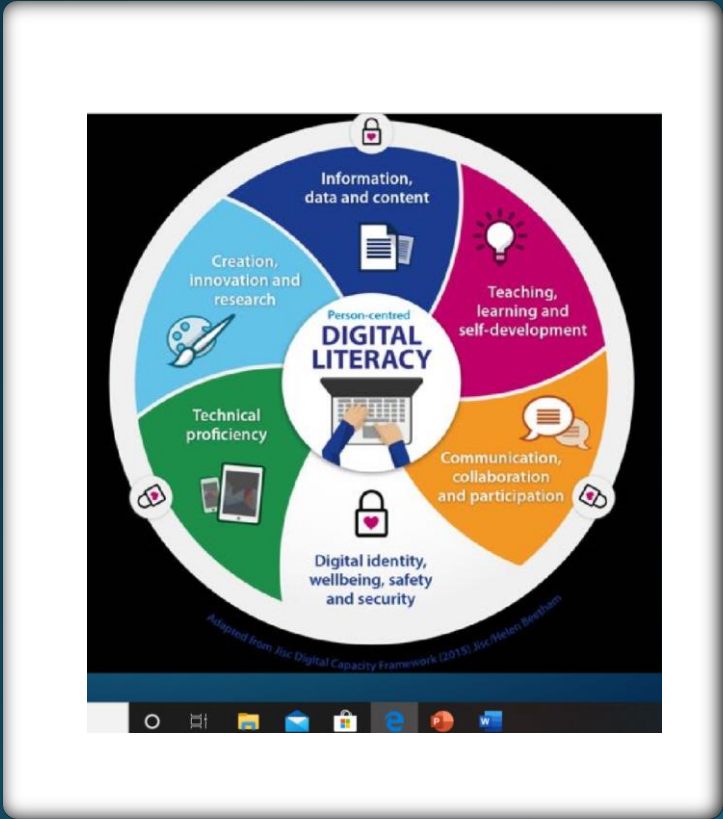 Information,
data and content
Teaching,
learning and
self-development
Communication,
collaboration
and participation
Digital identity,
wellbeing, safety
and security
Technical
proficiency
Creation,
innovation and
research
Person-centred
DIGITAL
LITERACY
Adapted from Jisc Digital Capacity Framework (2015) Jisc/Helen Beetham